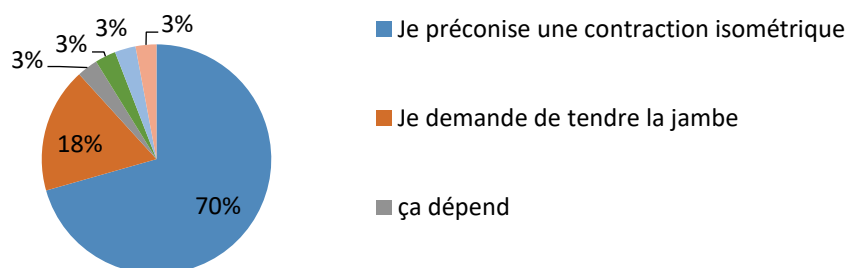 3%
3%
3%
3%
18%
70%
Je préconise une contraction isométrique
Je demande de tendre la jambe
ça dépend